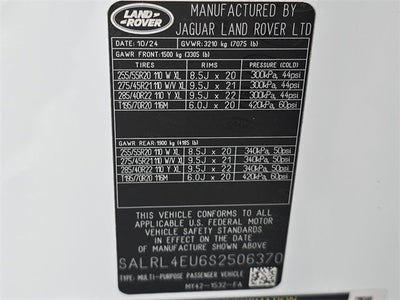 LAND-
ROVER
MANUFACTURED BY
JAGUAR LAND ROVER LTD
DATE: 10/24 GVWR: 3210 kg (7075 lb)
GAWR FRONT: 1500 kg (3305 lb)
TIRES RIMS PRESSURE (COLD)
255/55R20 110 W XL 8.5J x 20 300kPa, 44psi
275/45R21 110 W/V XL 9.5J x 21 300kPa, 44psi
285/40R22 110 Y XL 9.5J x 22 300kPa, 44psi
T195/70R20 116M 6.0J x 20 420kPa, 60psi
GAWR REAR: 1900 kg (4185 lb)
255/55R20 110 W XL 8.5J x 20 340kPa, 50psi
275/45R21 110 W/V XL 9.5J x 21 340kPa, 50psi
285/40R22 110 Y XL 9.5J x 22 340kPa, 50psi
T195/70R20 116M 6.0J x 20 420kPa, 60psi
THIS VEHICLE CONFORMS TO ALL
APPLICABLE U.S. FEDERAL MOTOR
VEHICLE SAFETY STANDARDS
IN EFFECT ON THE DATE OF
MANUFACTURE SHOWN ABOVE
SALRL4EU6S2506370
TYPE: MULTI-PURPOSE PASSENGER VEHICLE
MY42-1532-FA